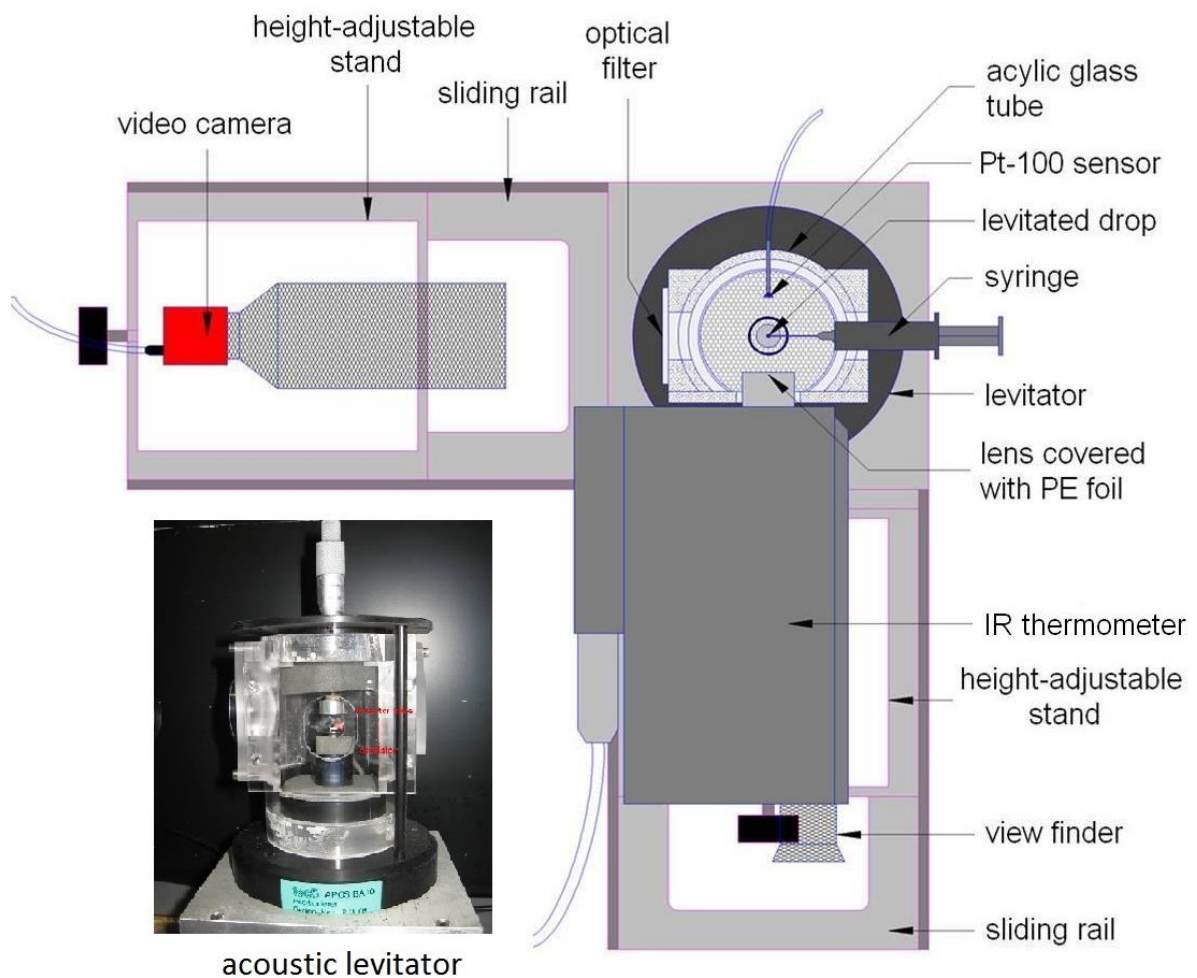 height-adjustable
stand
optical
filter
acylic glass
tube
sliding rail
video camera
Pt-100 sensor
levitated drop
syringe
levitator
lens covered
with PE foil
IR thermometer
height-adjustable
stand
view finder
sliding rail
acoustic levitator